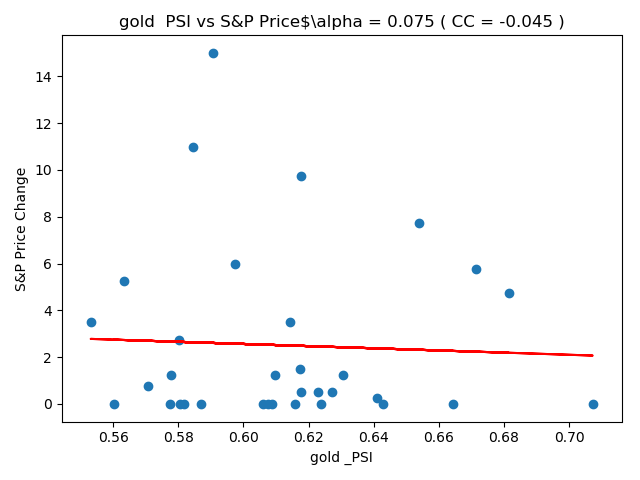 gold  PSI vs S&P Price$\alpha = 0.075 ( CC = -0.045 )
14
12
10
8
6
4
2
0
S&P Price Change
0.56 0.58 0.60 0.62 0.64 0.66 0.68 0.70
gold _PSI